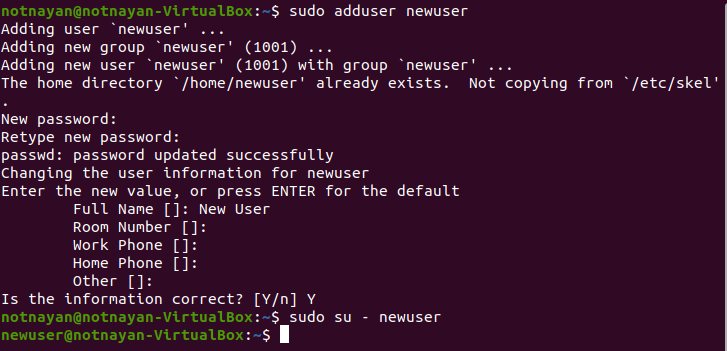 notnayan@notnayan-VirtualBox:~$ sudo adduser newuser
Adding user `newuser' ...
Adding new group `newuser' (1001) ...
Adding new user `newuser' (1001) with group `newuser' ...
The home directory `/home/newuser' already exists.  Not copying from `/etc/skel'
.
New password:
Retype new password:
passwd: password updated successfully
Changing the user information for newuser
Enter the new value, or press ENTER for the default
        Full Name []: New User
        Room Number []:
        Work Phone []:
        Home Phone []:
        Other []:
Is the information correct? [Y/n] Y
notnayan@notnayan-VirtualBox:~$ sudo su - newuser
newuser@notnayan-VirtualBox:~$